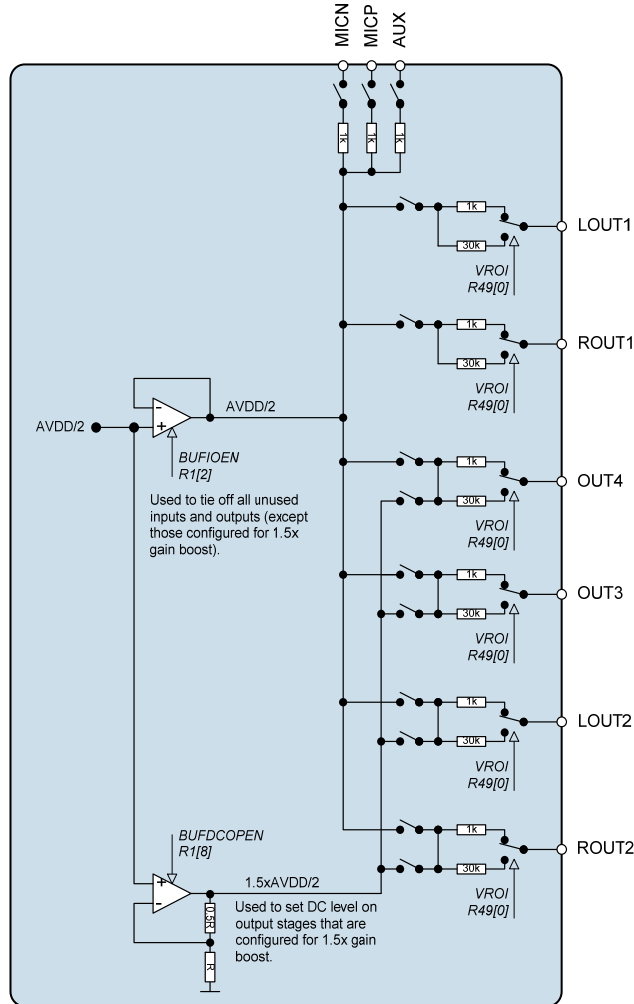 MICN
MICP
AUX
1k
1k
1k
1k
30k
VROI
R49[0]
LOUT1
1k
30k
VROI
R49[0]
ROUT1
AVDD/2
AVDD/2
BUFIOEN
R1[2]
Used to tie off all unused
inputs and outputs (except
those configured for 1.5x
gain boost).
1k
30k
VROI
R49[0]
OUT4
1k
30k
VROI
R49[0]
OUT3
1k
30k
VROI
R49[0]
LOUT2
1k
30k
VROI
R49[0]
ROUT2
BUFDCOPEN
R1[8]
1.5xAVDD/2
0.5R
R
Used to set DC level on
output stages that are
configured for 1.5x gain
boost.